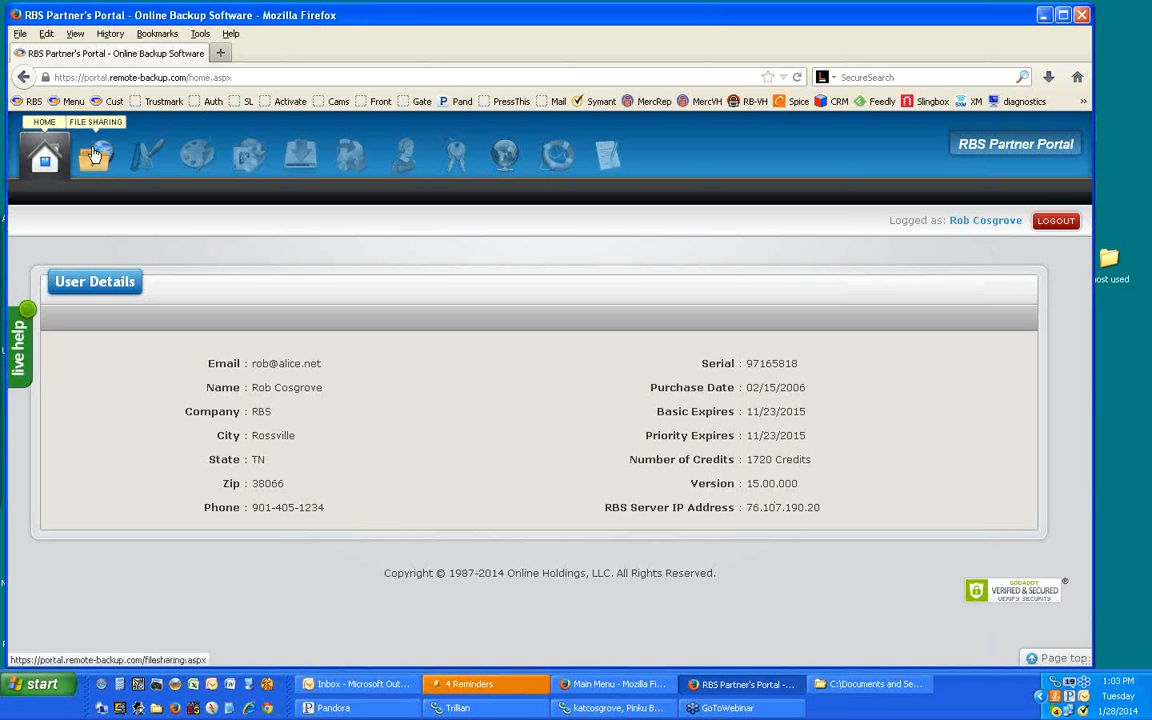 RBS Partner's Portal - Online Backup Software - Mozilla Firefox
File Edit View History Bookmarks Tools Help
RBS Partner's Portal - Online Backup Software
https://portal.remote-backup.com/home.aspx
SecureSearch
RBS Menu Cust Trustmark Auth SL Activate Cams Front Gate Pand PressThis Mail Symant MercRep MercVH RB-VH Spice CRM Feedly Slingbox XM diagnostics
HOME FILE SHARING
RBS Partner Portal
Logged as: Rob Cosgrove LOGOUT
User Details
live help
Email : rob@alice.net
Serial : 97165818
Name : Rob Cosgrove
Purchase Date : 02/15/2006
Company : RBS
Basic Expires : 11/23/2015
City : Rossville
Priority Expires : 11/23/2015
State : TN
Number of Credits : 1720 Credits
Zip : 38066
Version : 15.00.000
Phone : 901-405-1234
RBS Server IP Address : 76.107.190.20
Copyright © 1987-2014 Online Holdings, LLC. All Rights Reserved.
GODADDY
VERIFIED & SECURED
VERIFY SECURITY
https://portal.remote-backup.com/filesharing.aspx
Page top:
start
Inbox - Microsoft Out...
4 Reminders
Main Menu - Mozilla Fi...
RBS Partner's Portal -...
C:\Documents and Se...
19
1:03 PM
Tuesday
Pandora
Trillian
katcosgrove, Pinku B...
GoToWebinar
1/28/2014